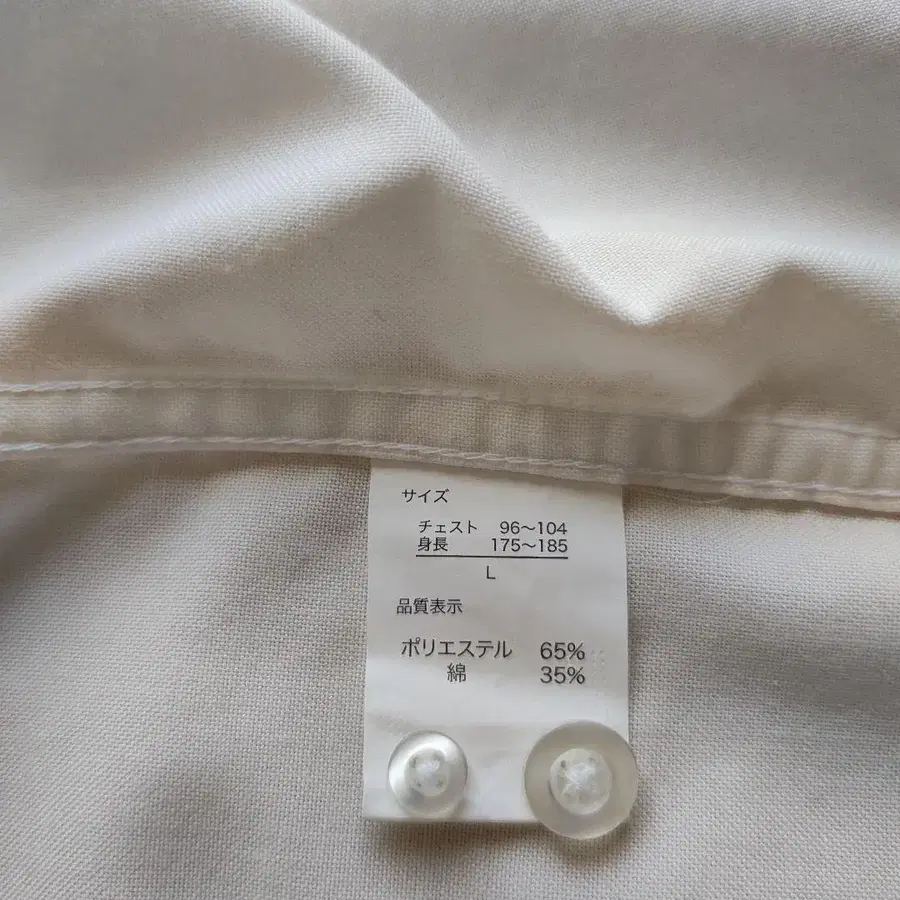 サイズ
チェスト 96～104
身長 175～185
L
品質表示
ポリエステル 65%
綿 35%